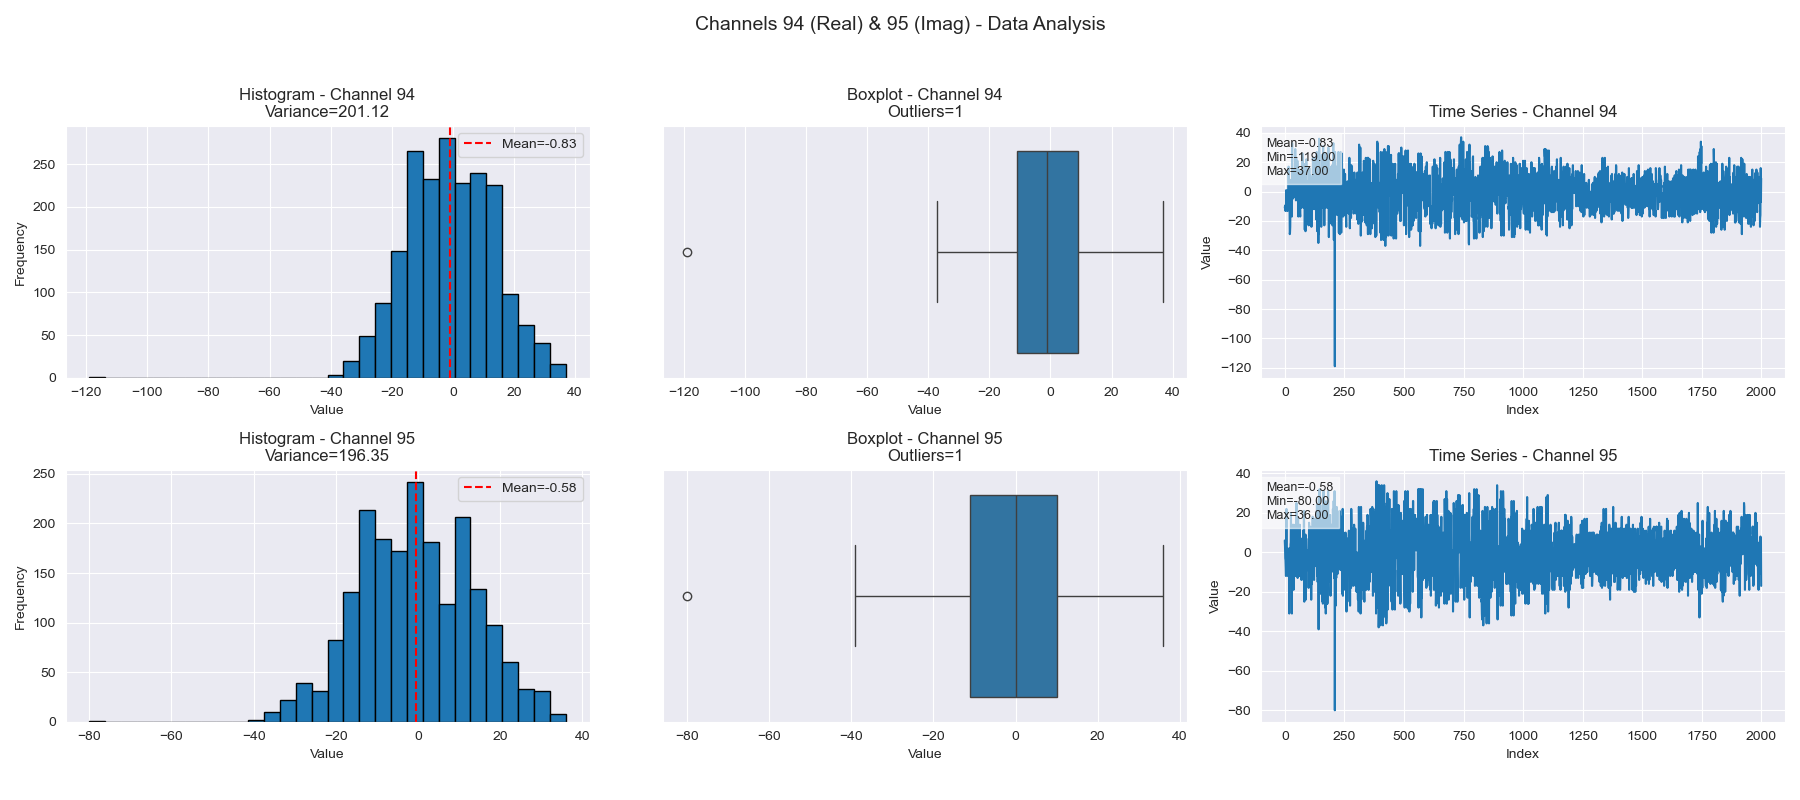 Channels 94 (Real) & 95 (Imag) - Data Analysis
Histogram - Channel 94
Variance=201.12
Mean=-0.83
Frequency
250
200
150
100
50
0
−120 −100 −80 −60 −40 −20 0 20 40
Value
Boxplot - Channel 94
Outliers=1
−120 −100 −80 −60 −40 −20 0 20 40
Value
Time Series - Channel 94
Mean=-0.83
Min=-119.00
Max=37.00
Value
40
20
0
−20
−40
−60
−80
−100
−120
0 250 500 750 1000 1250 1500 1750 2000
Index
Histogram - Channel 95
Variance=196.35
Mean=-0.58
Frequency
250
200
150
100
50
0
−80 −60 −40 −20 0 20 40
Value
Boxplot - Channel 95
Outliers=1
−80 −60 −40 −20 0 20 40
Value
Time Series - Channel 95
Mean=-0.58
Min=-80.00
Max=36.00
Value
40
20
0
−20
−40
−60
−80
0 250 500 750 1000 1250 1500 1750 2000
Index